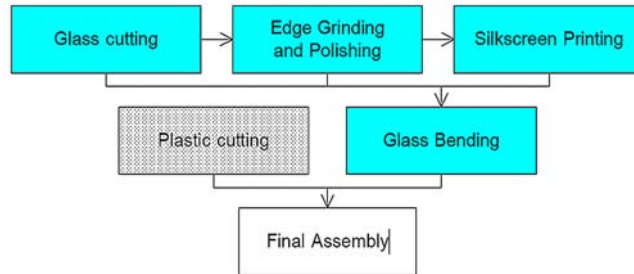 Glass cutting
Edge Grinding
and Polishing
Silkscreen Printing
Plastic cutting
Glass Bending
Final Assembly